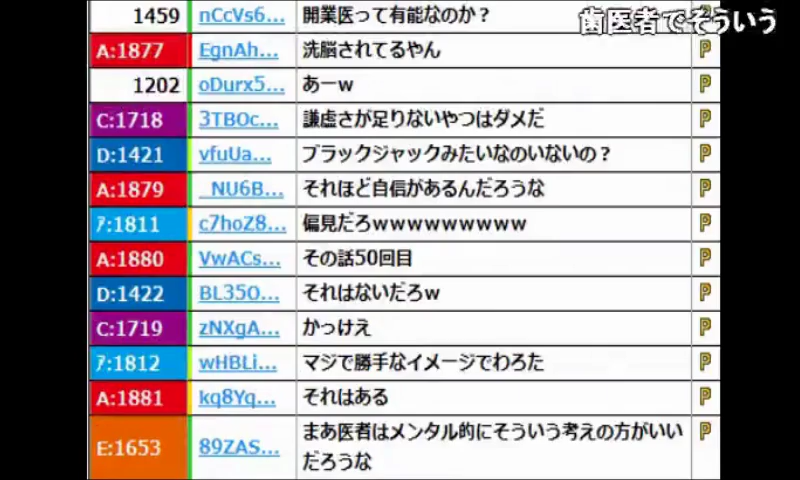 歯医者でそういう
1459 nCcVs6... 開業医って有能なのか？ P
A:1877 EgnAh... 洗脳されてるやん P
1202 oDurx5... あーw P
C:1718 3TBOc... 謙虚さが足りないやつはダメだ P
D:1421 vfuUa... ブラックジャックみたいなのいないの？ P
A:1879 _NU6B... それほど自信があるんだろうな P
ｱ:1811 c7hoZ8... 偏見だろwwwwwwwww P
A:1880 VwACs... その話50回目 P
D:1422 BL35O... それはないだろw P
C:1719 zNXgA... かっけえ P
ｱ:1812 wHBLi... マジで勝手なイメージでわろた P
A:1881 kq8Yq... それはある P
E:1653 89ZAS... まあ医者はメンタル的にそういう考えの方がいい P
だろうな